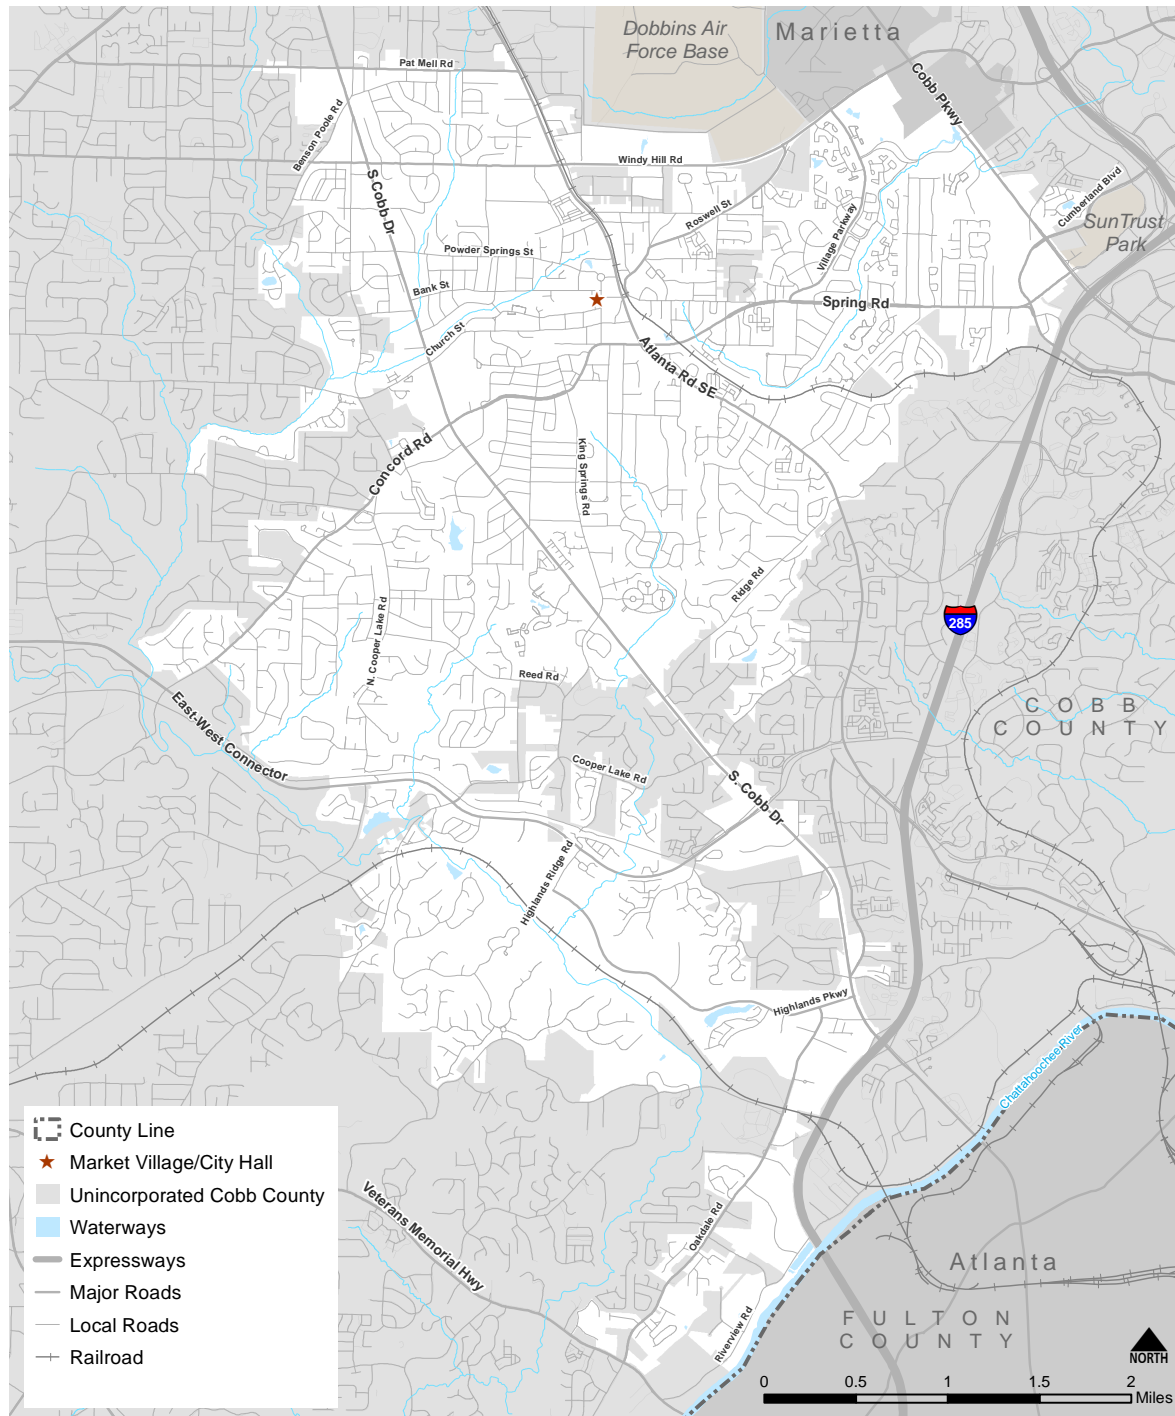 Dobbins Air
Force Base
Marietta
Pat Mell Rd
Cobb Pkwy
Benson Poole Rd
Windy Hill Rd
S Cobb Dr
Cumberland Blvd
Roswell St
SunTrust
Park
Village Parkway
Powder Springs St
Bank St
Spring Rd
Church St
Atlanta Rd SE
Concord Rd
King Springs Rd
Ridge Rd
285
N. Cooper Lake Rd
Reed Rd
COBB
COUNTY
East-West Connector
Cooper Lake Rd
S. Cobb Dr
Highlands Ridge Rd
Highlands Pkwy
Chattahoochee River
County Line
Market Village/City Hall
Unincorporated Cobb County
Waterways
Expressways
Major Roads
Local Roads
Railroad
Veterans Memorial Hwy
Oakdale Rd
Riverview Rd
Atlanta
FULTON
COUNTY
NORTH
0 0.5 1 1.5 2
Miles